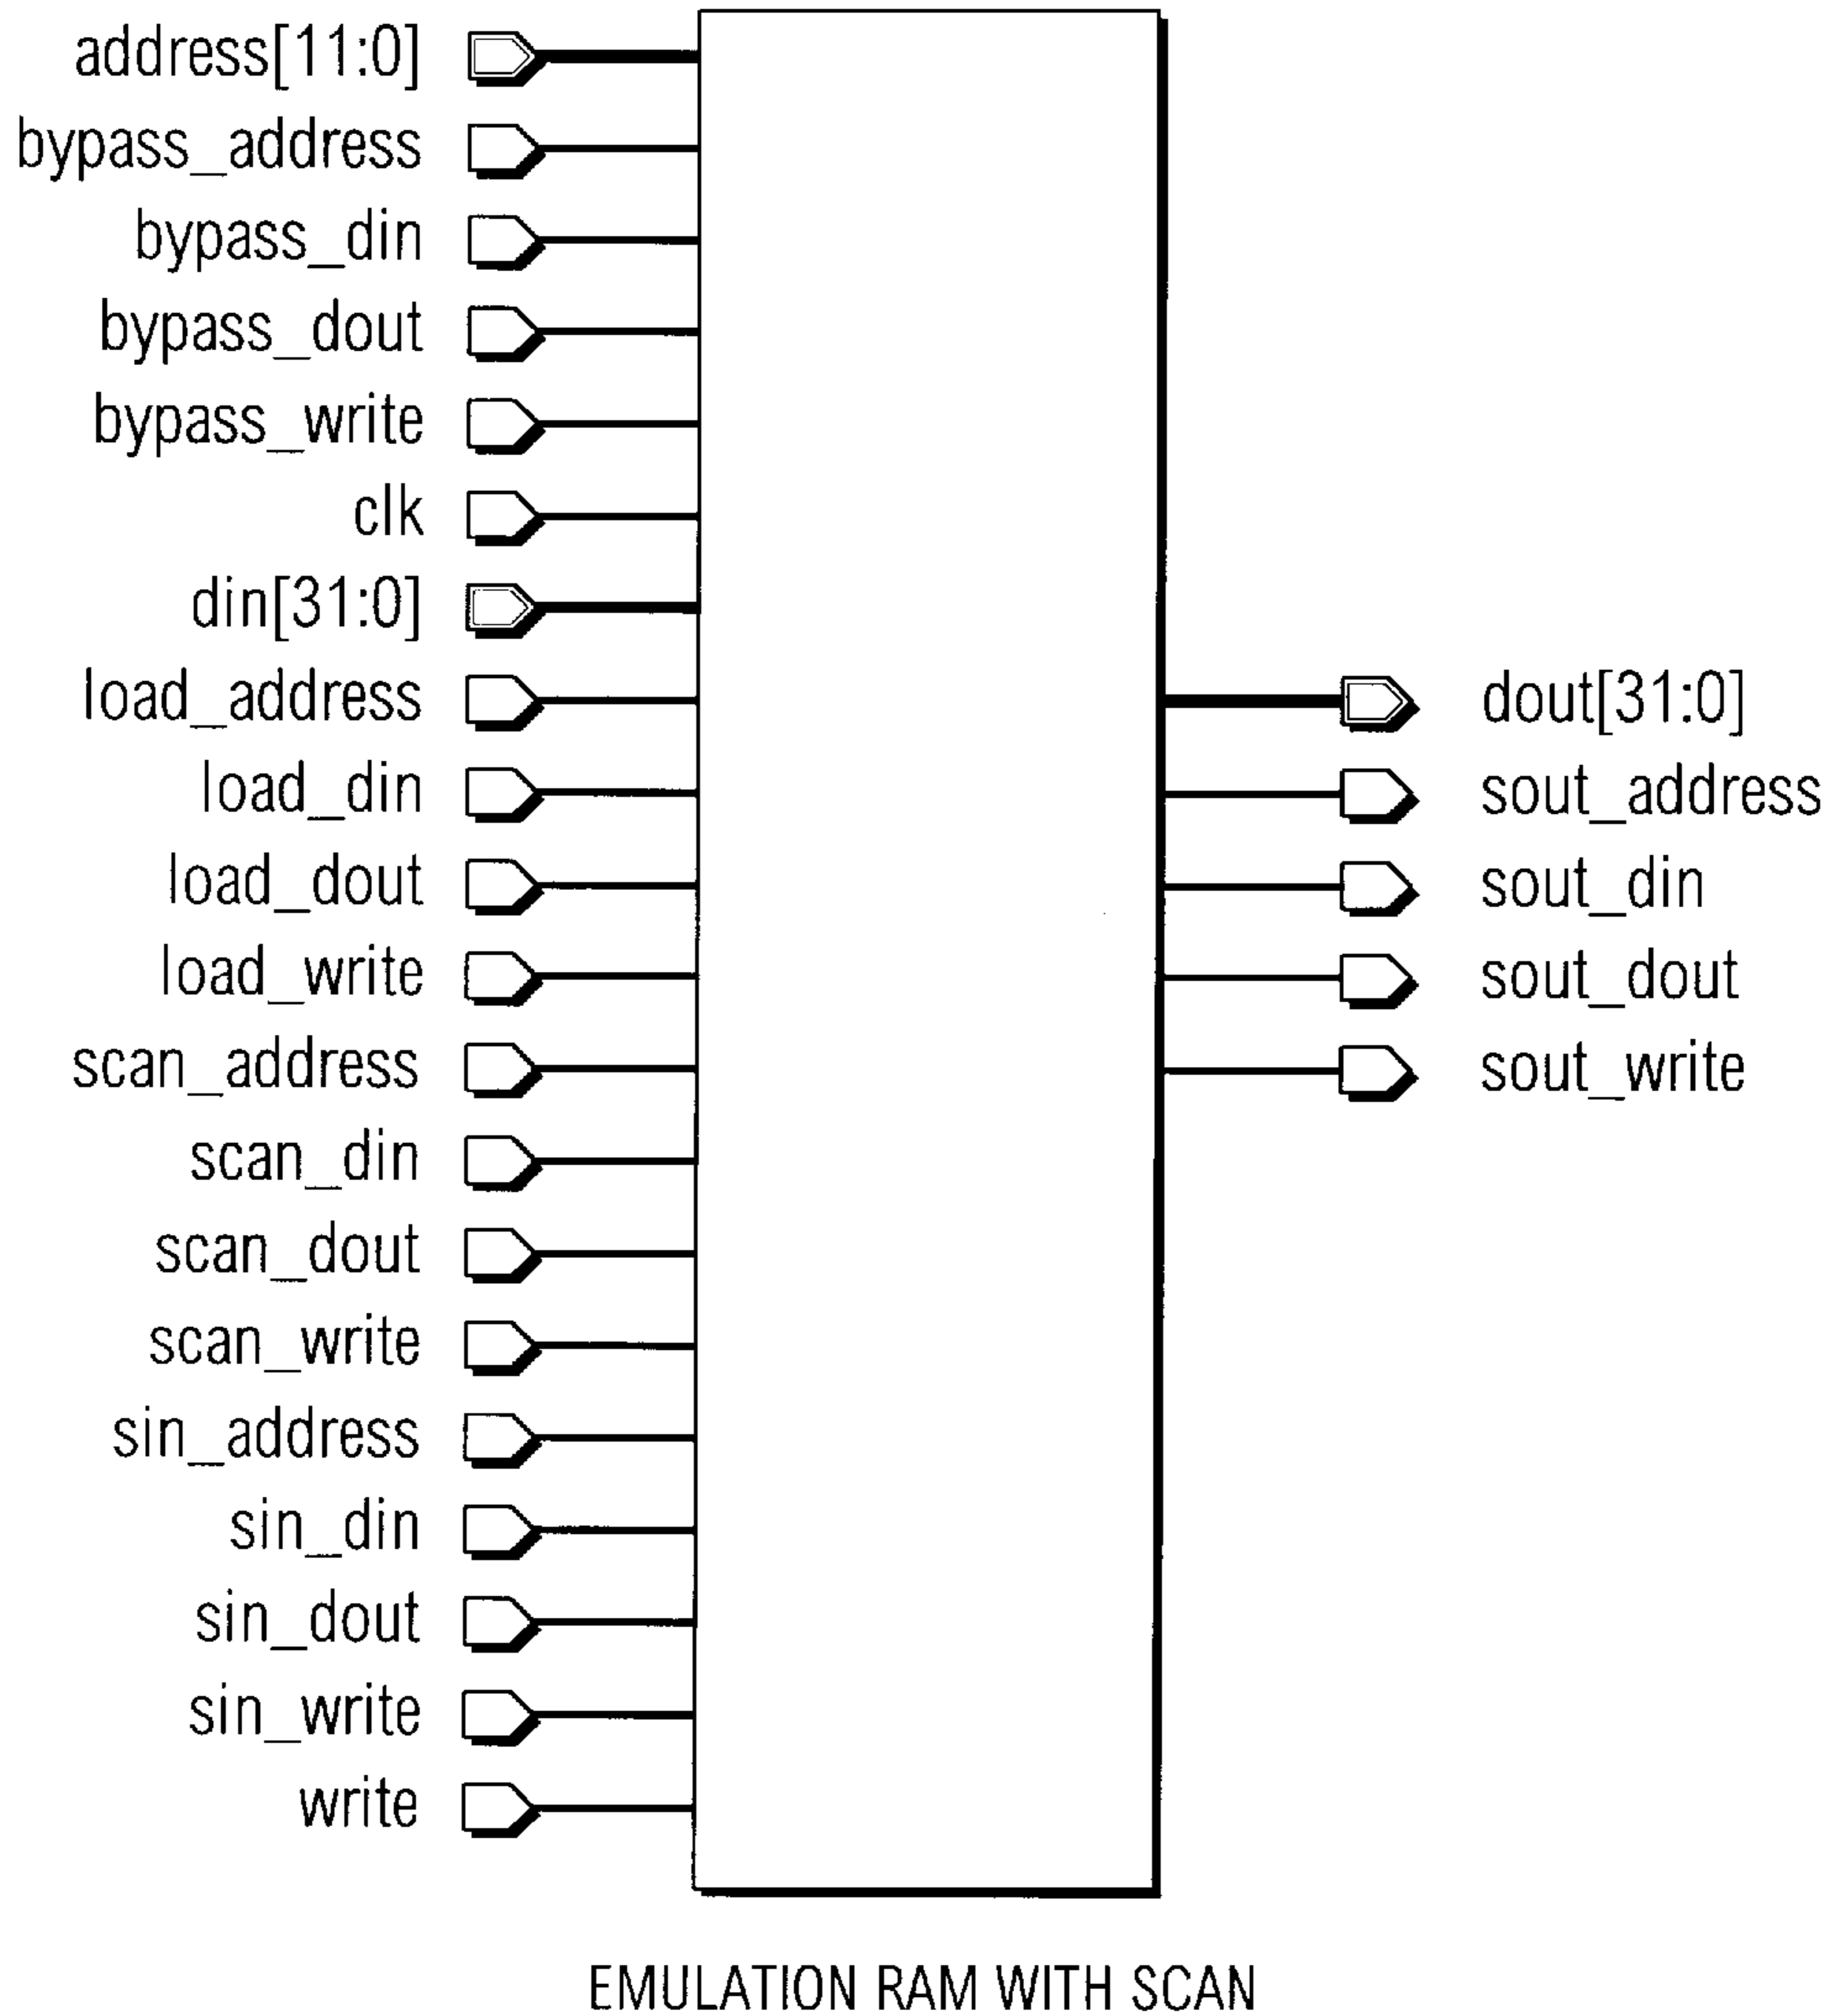 address[11:0]
bypass_address
bypass_din
bypass_dout
bypass_write
clk
din[31:0]
load_address
load_din
load_dout
load_write
scan_address
scan_din
scan_dout
scan_write
sin_address
sin_din
sin_dout
sin_write
write
dout[31:0]
sout_address
sout_din
sout_dout
sout_write
EMULATION RAM WITH SCAN